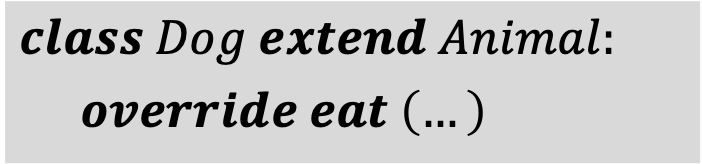 class Dog extend Animal:
override eat (... )